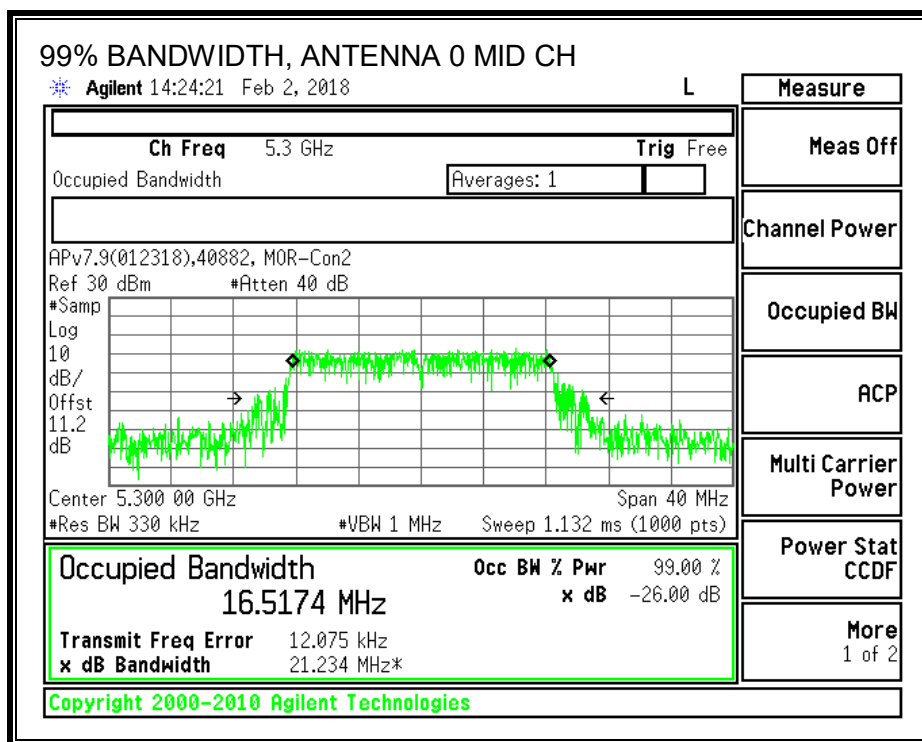 99% BANDWIDTH, ANTENNA 0 MID CH
Agilent 14:24:21 Feb 2, 2018 L
Measure
Ch Freq 5.3 GHz Trig Free
Meas Off
Occupied Bandwidth Averages: 1
Channel Power
APv7.9(012318),40882, MOR-Con2
Ref 30 dBm #Atten 40 dB
#Samp
Log
10
dB/
Offst
11.2
dB
Occupied BW
ACP
Multi Carrier
Power
Center 5.300 00 GHz Span 40 MHz
#Res BW 330 kHz #VBW 1 MHz Sweep 1.132 ms (1000 pts)
Power Stat
CCDF
Occupied Bandwidth Occ BW % Pwr 99.00 %
16.5174 MHz x dB -26.00 dB
Transmit Freq Error 12.075 kHz
x dB Bandwidth 21.234 MHz*
More
1 of 2
Copyright 2000-2010 Agilent Technologies